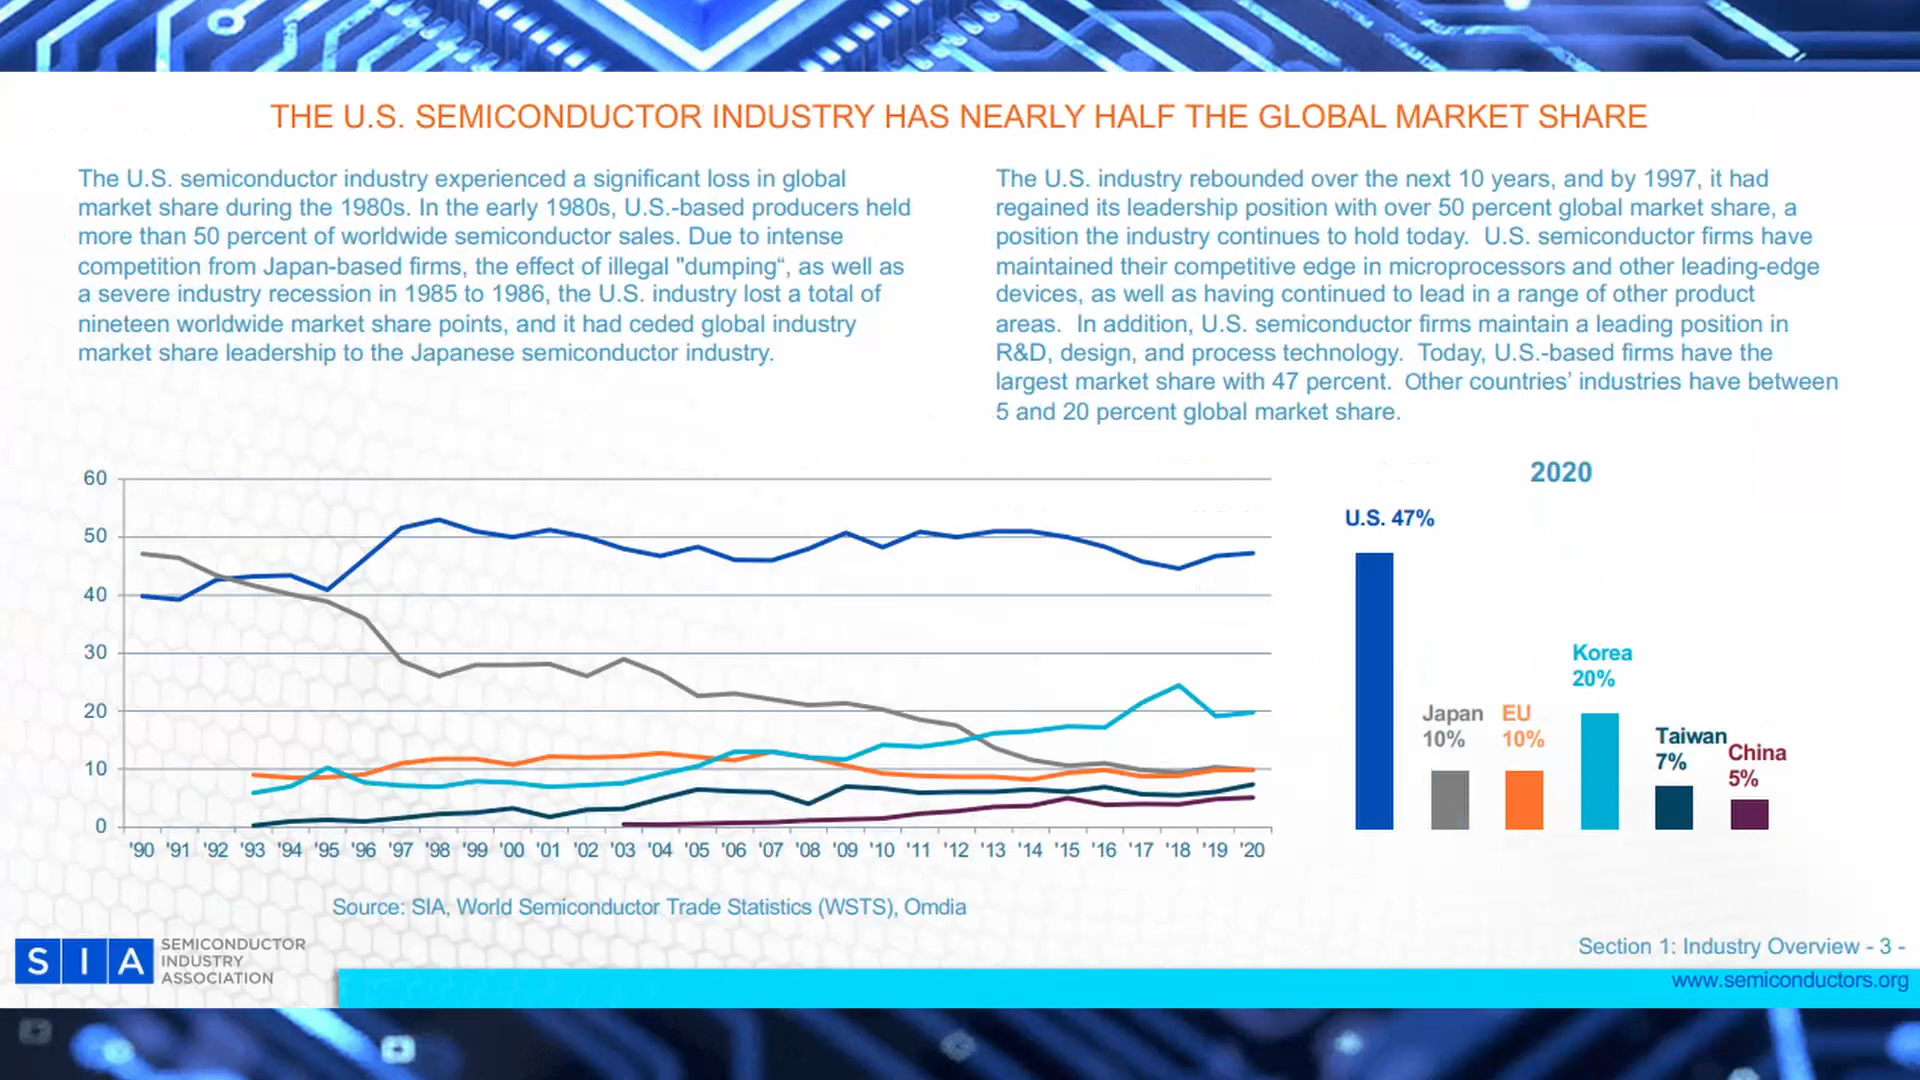 THE U.S. SEMICONDUCTOR INDUSTRY HAS NEARLY HALF THE GLOBAL MARKET SHARE
The U.S. semiconductor industry experienced a significant loss in global
market share during the 1980s. In the early 1980s, U.S.-based producers held
more than 50 percent of worldwide semiconductor sales. Due to intense
competition from Japan-based firms, the effect of illegal "dumping“, as well as
a severe industry recession in 1985 to 1986, the U.S. industry lost a total of
nineteen worldwide market share points, and it had ceded global industry
market share leadership to the Japanese semiconductor industry.
The U.S. industry rebounded over the next 10 years, and by 1997, it had
regained its leadership position with over 50 percent global market share, a
position the industry continues to hold today.  U.S. semiconductor firms have
maintained their competitive edge in microprocessors and other leading-edge
devices, as well as having continued to lead in a range of other product
areas.  In addition, U.S. semiconductor firms maintain a leading position in
R&D, design, and process technology.  Today, U.S.-based firms have the
largest market share with 47 percent.  Other countries’ industries have between
5 and 20 percent global market share.
60
50
40
30
20
10
0
'90 '91 '92 '93 '94 '95 '96 '97 '98 '99 '00 '01 '02 '03 '04 '05 '06 '07 '08 '09 '10 '11 '12 '13 '14 '15 '16 '17 '18 '19 '20
2020
U.S. 47%
Japan
10%
EU
10%
Korea
20%
Taiwan
7%
China
5%
Source: SIA, World Semiconductor Trade Statistics (WSTS), Omdia
SIA
SEMICONDUCTOR
INDUSTRY
ASSOCIATION
Section 1: Industry Overview - 3 -
www.semiconductors.org